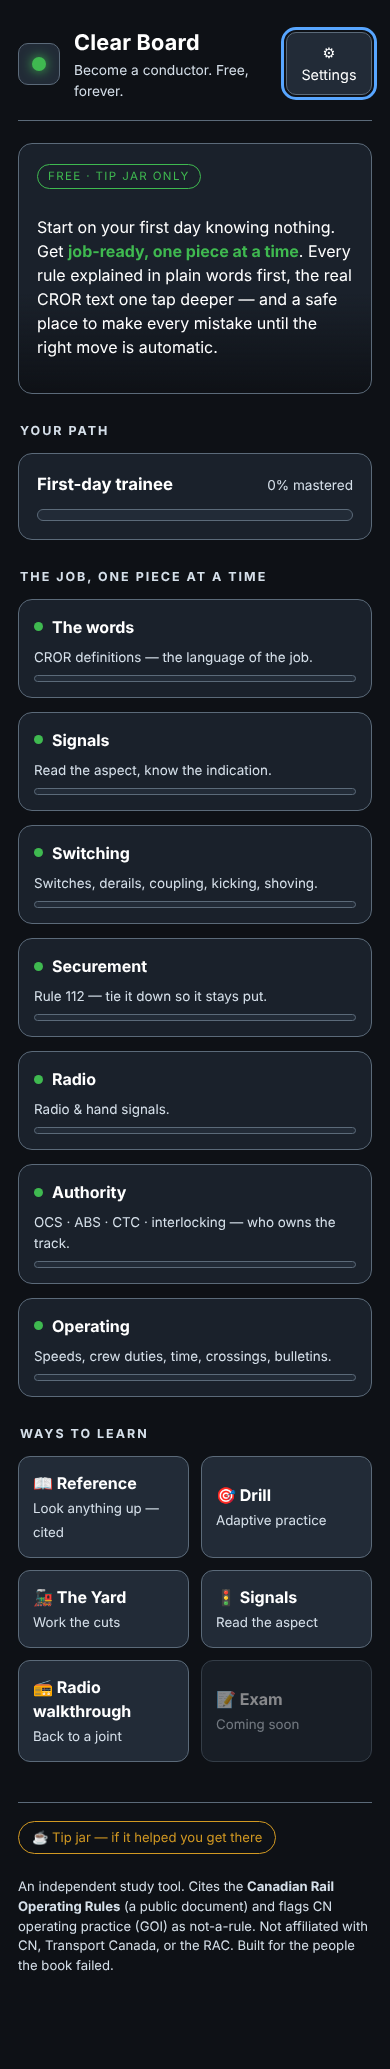 Clear Board
Become a conductor. Free,
forever.
⚙
Settings
FREE · TIP JAR ONLY
Start on your first day knowing nothing.
Get job-ready, one piece at a time. Every
rule explained in plain words first, the real
CROR text one tap deeper — and a safe
place to make every mistake until the
right move is automatic.
YOUR PATH
First-day trainee
0% mastered
THE JOB, ONE PIECE AT A TIME
The words
CROR definitions — the language of the job.
Signals
Read the aspect, know the indication.
Switching
Switches, derails, coupling, kicking, shoving.
Securement
Rule 112 — tie it down so it stays put.
Radio
Radio & hand signals.
Authority
OCS · ABS · CTC · interlocking — who owns the
track.
Operating
Speeds, crew duties, time, crossings, bulletins.
WAYS TO LEARN
📖 Reference
Look anything up —
cited
🎯 Drill
Adaptive practice
🚂 The Yard
Work the cuts
🚦 Signals
Read the aspect
📻 Radio
walkthrough
Back to a joint
📝 Exam
Coming soon
☕ Tip jar — if it helped you get there
An independent study tool. Cites the Canadian Rail
Operating Rules (a public document) and flags CN
operating practice (GOI) as not-a-rule. Not affiliated with
CN, Transport Canada, or the RAC. Built for the people
the book failed.